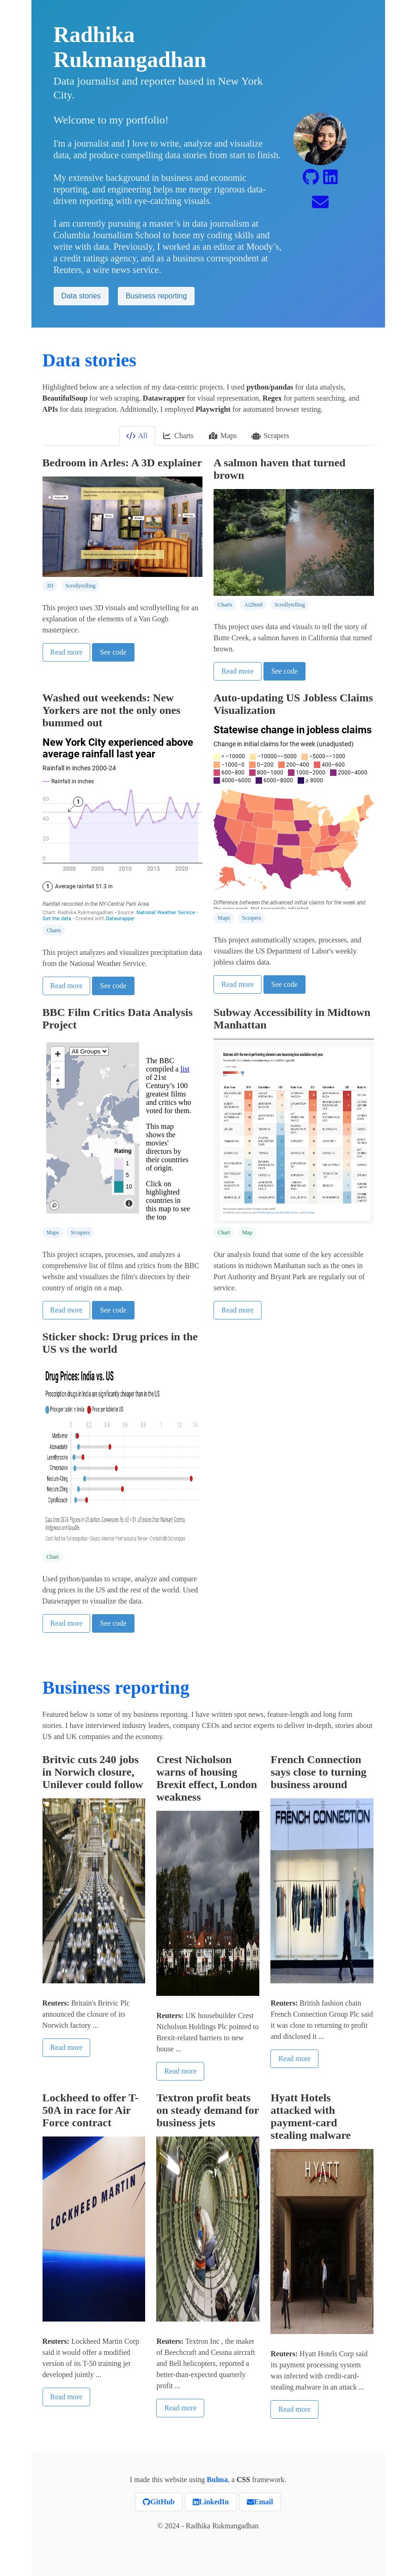 Radhika
Rukmangadhan
Data journalist and reporter based in New York
City.
Welcome to my portfolio!
I'm a journalist and I love to write, analyze and visualize
data, and produce compelling data stories from start to finish.
My extensive background in business and economic
reporting, and engineering helps me merge rigorous data-
driven reporting with eye-catching visuals.
I am currently pursuing a master's in data journalism at
Columbia Journalism School to hone my coding skills and
write with data. Previously, I worked as an editor at Moody's,
a credit ratings agency, and as a business correspondent at
Reuters, a wire news service.
Data stories
Business reporting
Data stories
Highlighted below are a selection of my data-centric projects. I used python/pandas for data analysis,
BeautifulSoup for web scraping, Datawrapper for visual representation, Regex for pattern searching, and
APIs for data integration. Additionally, I employed Playwright for automated browser testing.
All
Charts
Maps
Scrapers
Bedroom in Arles: A 3D explainer
3D
Scrollytelling
This project uses 3D visuals and scrollytelling for an
explanation of the elements of a Van Gogh
masterpiece.
Read more
See code
A salmon haven that turned
brown
Charts
Ai2html
Scrollytelling
This project uses data and visuals to tell the story of
Butte Creek, a salmon haven in California that turned
brown.
Read more
See code
Washed out weekends: New
Yorkers are not the only ones
bummed out
New York City experienced above
average rainfall last year
Rainfall in inches 2000-24
Rainfall in inches
60
40
20
0
1
2000
2005
2010
2015
2020
1 Average rainfall 51.3 in
Rainfall recorded in the NY-Central Park Area
Chart: Radhika Rukmangadhan • Source: National Weather Service •
Get the data • Created with Datawrapper
Charts
This project analyzes and visualizes precipitation data
from the National Weather Service.
Read more
See code
Auto-updating US Jobless Claims
Visualization
Statewise change in jobless claims
Change in initial claims for the week (unadjusted)
< −10000
−10000–−5000
−5000–−1000
−1000–0
0–200
200–400
400–600
600–800
800–1000
1000–2000
2000–4000
4000–6000
6000–8000
≥ 8000
Difference between the advanced initial claims for the week and
Maps
Scrapers
This project automatically scrapes, processes, and
visualizes the US Department of Labor's weekly
jobless claims data.
Read more
See code
BBC Film Critics Data Analysis
Project
All Groups
Rating
1
5
10
The BBC
compiled a list
of 21st
Century's 100
greatest films
and critics who
voted for them.
This map
shows the
movies'
directors by
their countries
of origin.
Click on
highlighted
countries in
this map to see
the top
Maps
Scrapers
This project scrapes, processes, and analyzes a
comprehensive list of films and critics from the BBC
website and visualizes the film's directors by their
country of origin on a map.
Read more
See code
Subway Accessibility in Midtown
Manhattan
Chart
Map
Our analysis found that some of the key accessible
stations in midtown Manhattan such as the ones in
Port Authority and Bryant Park are regularly out of
service.
Read more
Sticker shock: Drug prices in the
US vs the world
Drug Prices: India vs. US
Prescription drugs in India are significantly cheaper than in the US
Price per tablet in India
Price per tablet in US
0
0.2
0.4
0.6
0.8
1
1.2
1.4
Metformin
Atorvastatin
Levothyroxine
Omeprazole
Chart
Used python/pandas to scrape, analyze and compare
drug prices in the US and the rest of the world. Used
Datawrapper to visualize the data.
Read more
See code
Business reporting
Featured below is some of my business reporting. I have written spot news, feature-length and long form
stories. I have interviewed industry leaders, company CEOs and sector experts to deliver in-depth, stories about
US and UK companies and the economy.
Britvic cuts 240 jobs
in Norwich closure,
Unilever could follow
Reuters: Britain's Britvic Plc
announced the closure of its
Norwich factory ...
Read more
Crest Nicholson
warns of housing
Brexit effect, London
weakness
Reuters: UK housebuilder Crest
Nicholson Holdings Plc pointed to
Brexit-related barriers to new
house ...
Read more
French Connection
says close to turning
business around
FRENCH CONNECTION
Reuters: British fashion chain
French Connection Group Plc said
it was close to returning to profit
and disclosed it ...
Read more
Lockheed to offer T-
50A in race for Air
Force contract
LOCKHEED MARTIN
Reuters: Lockheed Martin Corp
said it would offer a modified
version of its T-50 training jet
developed jointly ...
Read more
Textron profit beats
on steady demand for
business jets
Reuters: Textron Inc , the maker
of Beechcraft and Cessna aircraft
and Bell helicopters, reported a
better-than-expected quarterly
profit ...
Read more
Hyatt Hotels
attacked with
payment-card
stealing malware
HYATT
Reuters: Hyatt Hotels Corp said
its payment processing system
was infected with credit-card-
stealing malware in an attack ...
Read more
I made this website using Bulma, a CSS framework.
GitHub
LinkedIn
Email
© 2024 - Radhika Rukmangadhan